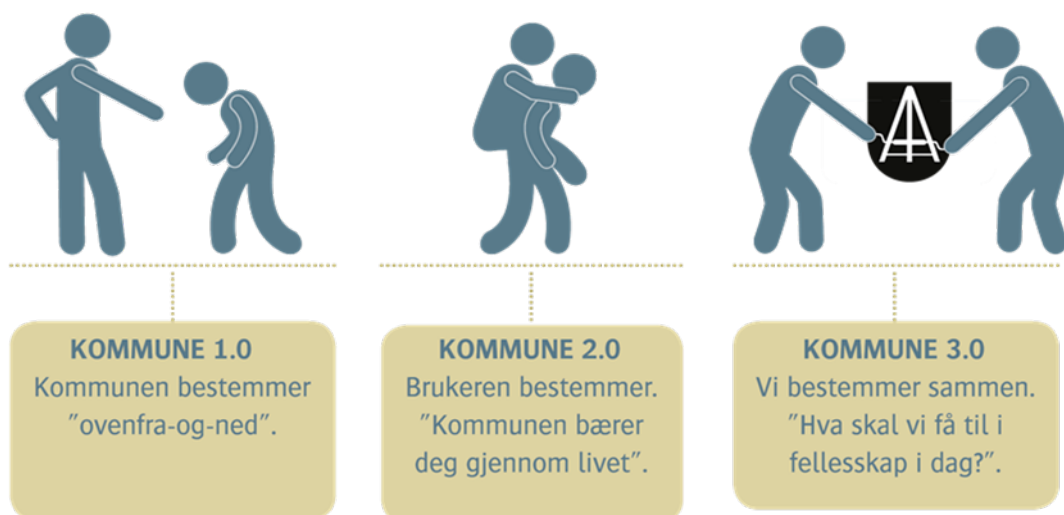 KOMMUNE 1.0
Kommunen bestemmer
"ovenfra-og-ned".
KOMMUNE 2.0
Brukeren bestemmer.
"Kommunen bærer
deg gjennom livet".
KOMMUNE 3.0
Vi bestemmer sammen.
"Hva skal vi få til i
fellesskap i dag?".